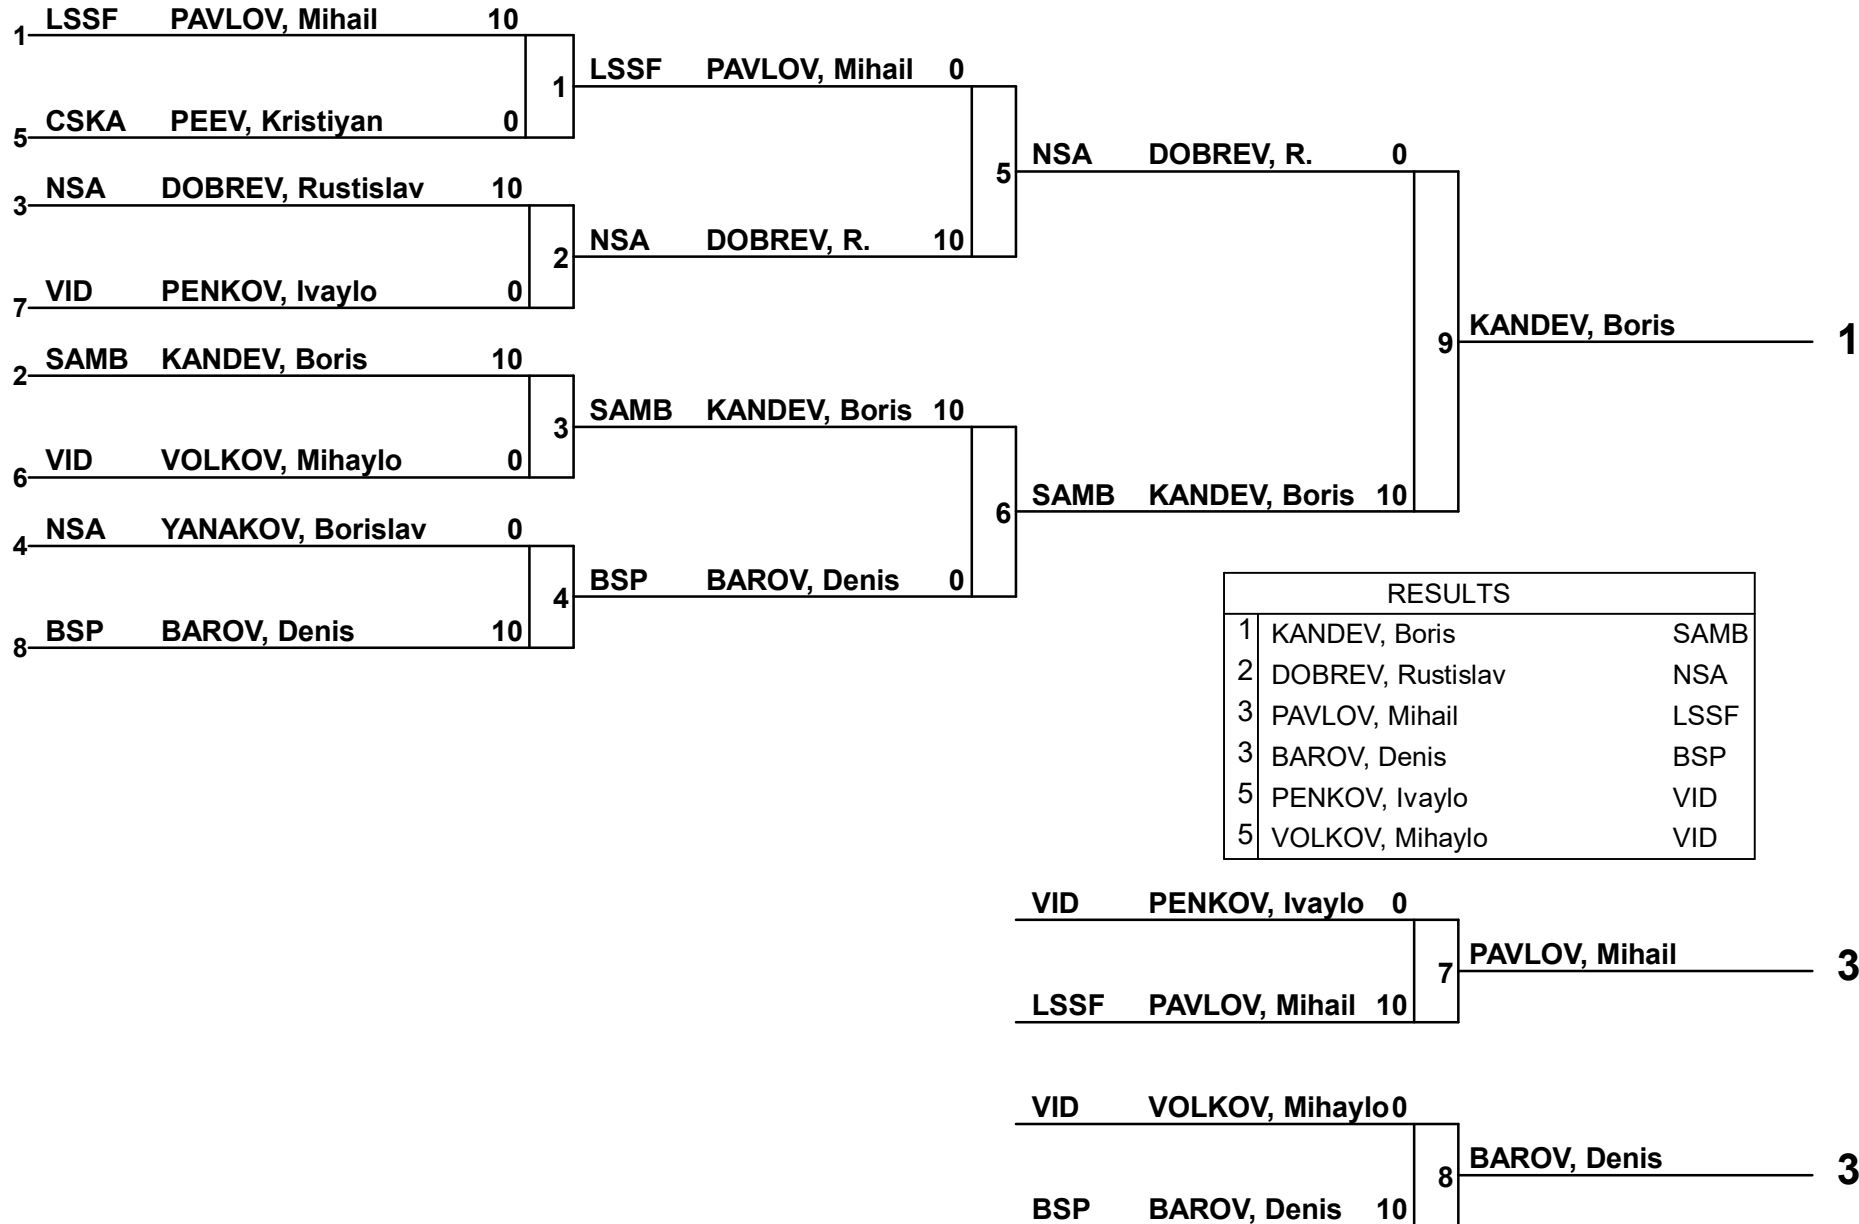 1 LSSF PAVLOV, Mihail 10
1 LSSF PAVLOV, Mihail 0
5 CSKA PEEV, Kristiyan 0
5 NSA DOBREV, R. 0
3 NSA DOBREV, Rustislav 10
2 NSA DOBREV, R. 10
7 VID PENKOV, Ivaylo 0
9 KANDEV, Boris 1
2 SAMB KANDEV, Boris 10
3 SAMB KANDEV, Boris 10
6 VID VOLKOV, Mihaylo 0
6 SAMB KANDEV, Boris 10
4 NSA YANAKOV, Borislav 0
4 BSP BAROV, Denis 0
8 BSP BAROV, Denis 10
RESULTS
1 KANDEV, Boris SAMB
2 DOBREV, Rustislav NSA
3 PAVLOV, Mihail LSSF
3 BAROV, Denis BSP
5 PENKOV, Ivaylo VID
5 VOLKOV, Mihaylo VID
VID PENKOV, Ivaylo 0
7 PAVLOV, Mihail 3
LSSF PAVLOV, Mihail 10
VID VOLKOV, Mihaylo 0
8 BAROV, Denis 3
BSP BAROV, Denis 10